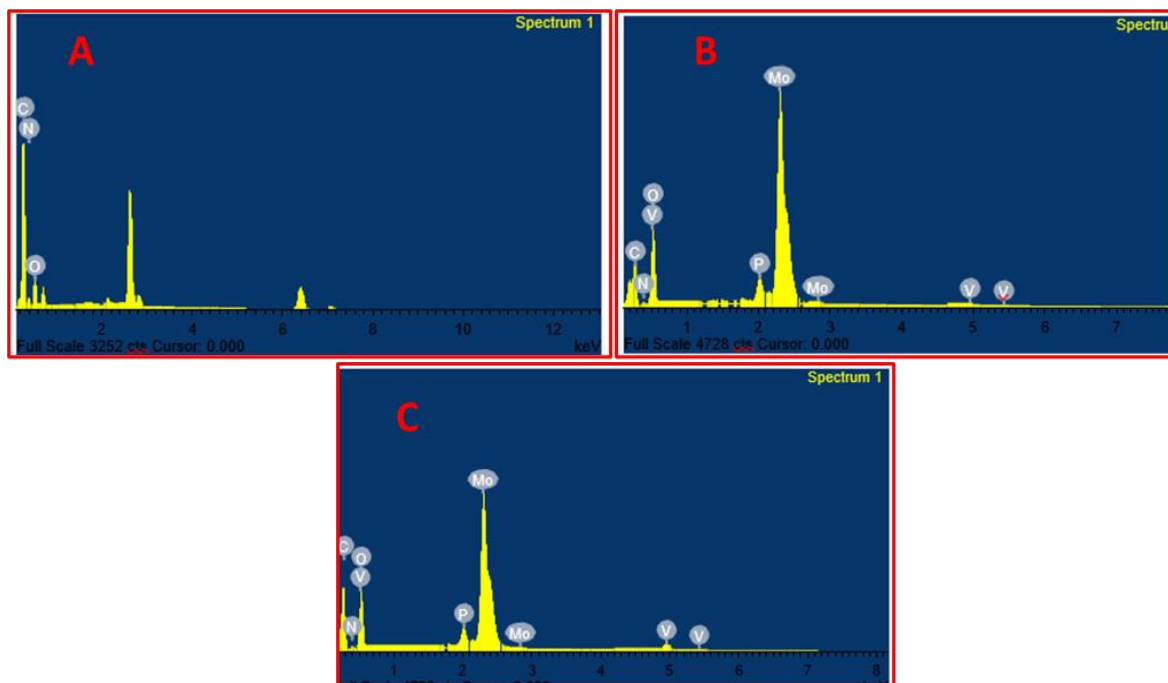 A
Spectrum 1
C
N
O
2 4 6 8 10 12
Full Scale 3252 cts Cursor: 0.000 keV
B
Spectru
Mo
O
V
C
N
P
Mo
V
V
1 2 3 4 5 6 7
Full Scale 4728 cts Cursor: 0.000
C
Spectrum 1
Mo
C
O
V
N
P
Mo
V
V
1 2 3 4 5 6 7 8